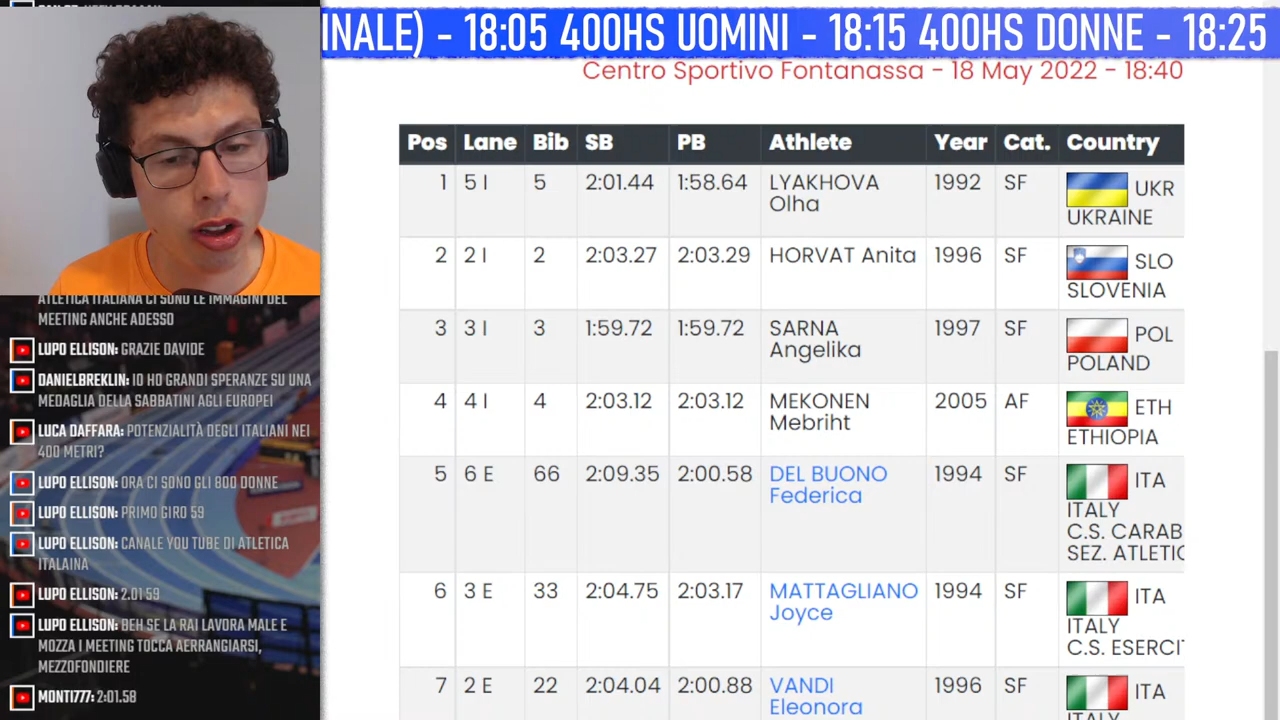 INALE) - 18:05 400HS UOMINI - 18:15 400HS DONNE - 18:25
Centro Sportivo Fontanassa - 18 May 2022 - 18:40
Pos Lane Bib SB PB Athlete Year Cat. Country
1 5 I 5 2:01.44 1:58.64 LYAKHOVA Olha 1992 SF UKR
UKRAINE
2 2 I 2 2:03.27 2:03.29 HORVAT Anita 1996 SF SLO
SLOVENIA
3 3 I 3 1:59.72 1:59.72 SARNA Angelika 1997 SF POL
POLAND
4 4 I 4 2:03.12 2:03.12 MEKONEN Mebriht 2005 AF ETH
ETHIOPIA
5 6 E 66 2:09.35 2:00.58 DEL BUONO Federica 1994 SF ITA
ITALY
C.S. CARAB
SEZ. ATLETIC
6 3 E 33 2:04.75 2:03.17 MATTAGLIANO Joyce 1994 SF ITA
ITALY
C.S. ESERCIT
7 2 E 22 2:04.04 2:00.88 VANDI Eleonora 1996 SF ITA
ITALY
ATLETICA ITALIANA CI SONO LE IMMAGINI DEL
MEETING ANCHE ADESSO
LUPO ELLISON: GRAZIE DAVIDE
DANIELBREKLIN: IO HO GRANDI SPERANZE SU UNA
MEDAGLIA DELLA SABBATINI AGLI EUROPEI
LUCA DAFFARA: POTENZIALITÀ DEGLI ITALIANI NEI
400 METRI?
LUPO ELLISON: ORA CI SONO GLI 800 DONNE
LUPO ELLISON: PRIMO GIRO 59
LUPO ELLISON: CANALE YOU TUBE DI ATLETICA
ITALAINA
LUPO ELLISON: 2.01 59
LUPO ELLISON: BEH SE LA RAI LAVORA MALE E
MOZZA I MEETING TOCCA AERRANGIARSI,
MEZZOFONDIERE
MONTI777: 2:01.58